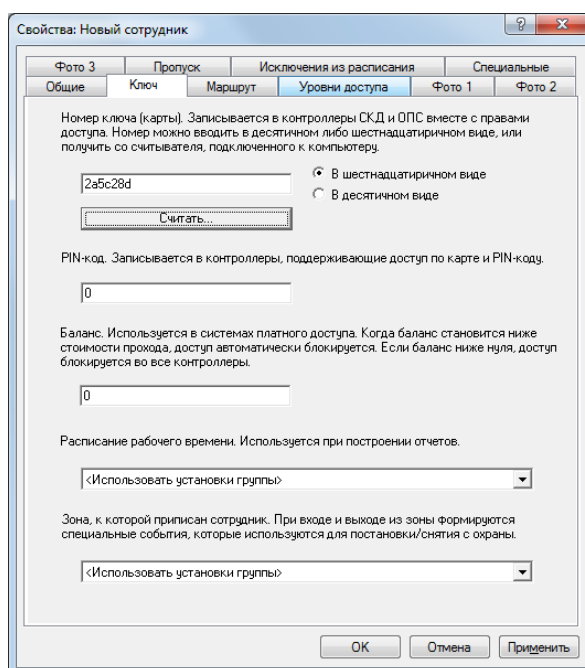 Свойства: Новый сотрудник
Фото 3 Пропуск Исключения из расписания Специальные
Общие Ключ Маршрут Уровни доступа Фото 1 Фото 2
Номер ключа (карты). Записывается в контроллеры СКД и ОПС вместе с правами
доступа. Номер можно вводить в десятичном либо шестнадцатиричном виде, или
получить со считывателя, подключенного к компьютеру.
2a5c28d
В шестнадцатиричном виде
В десятичном виде
Считать...
PIN-код. Записывается в контроллеры, поддерживающие доступ по карте и PIN-коду.
0
Баланс. Используется в системах платного доступа. Когда баланс становится ниже
стоимости прохода, доступ автоматически блокируется. Если баланс ниже нуля, доступ
блокируется во все контроллеры.
0
Расписание рабочего времени. Используется при построении отчетов.
<Использовать установки группы>
Зона, к которой приписан сотрудник. При входе и выходе из зоны формируются
специальные события, которые используются для постановки/снятия с охраны.
<Использовать установки группы>
OK Отмена Применить